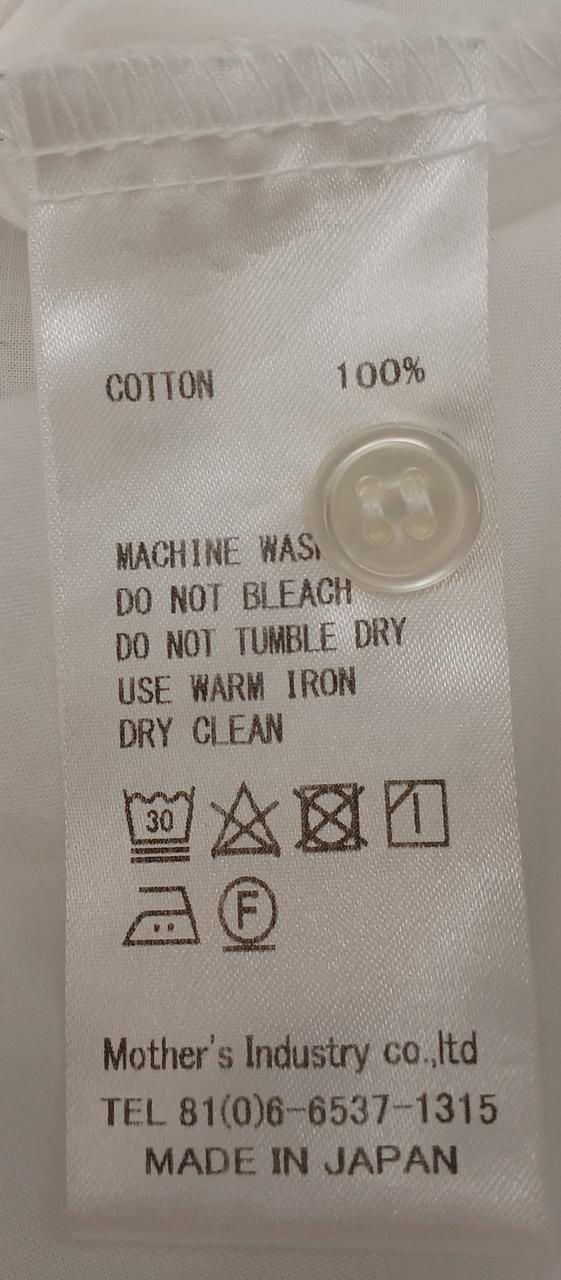 COTTON 100%
MACHINE
DO NOT BLEACH
DO NOT TUMBLE DRY
USE WARM IRON
DRY CLEAN
30
F
Mother's Industry co.,ltd
TEL 81(0)6-6537-1315
MADE IN JAPAN